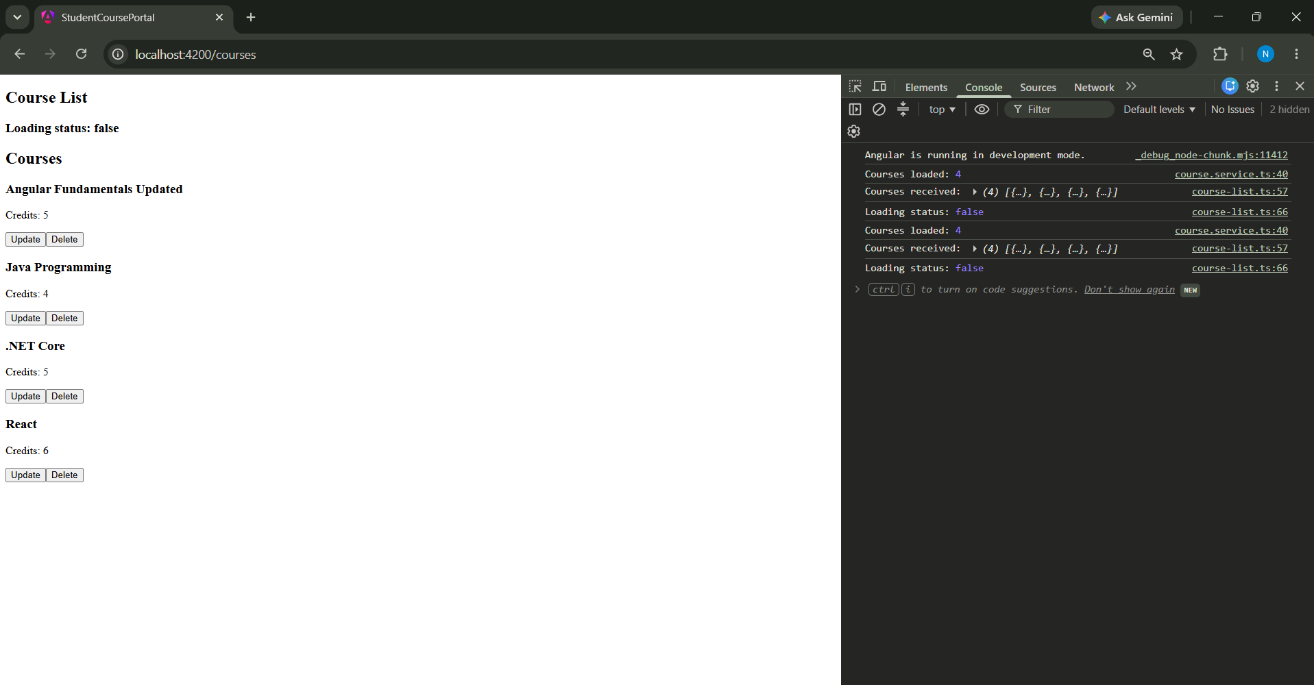 StudentCoursePortal
Ask Gemini
localhost:4200/courses
N
Course List
Loading status: false
Courses
Angular Fundamentals Updated
Credits: 5
Update Delete
Java Programming
Credits: 4
Update Delete
.NET Core
Credits: 5
Update Delete
React
Credits: 6
Update Delete
Elements Console Sources Network
top Filter Default levels No Issues 2 hidden
Angular is running in development mode. _debug_node-chunk.mjs:11412
Courses loaded: 4 course.service.ts:40
Courses received: (4) [{…}, {…}, {…}, {…}] course-list.ts:57
Loading status: false course-list.ts:66
Courses loaded: 4 course.service.ts:40
Courses received: (4) [{…}, {…}, {…}, {…}] course-list.ts:57
Loading status: false course-list.ts:66
ctrl i to turn on code suggestions. Don't show again NEW